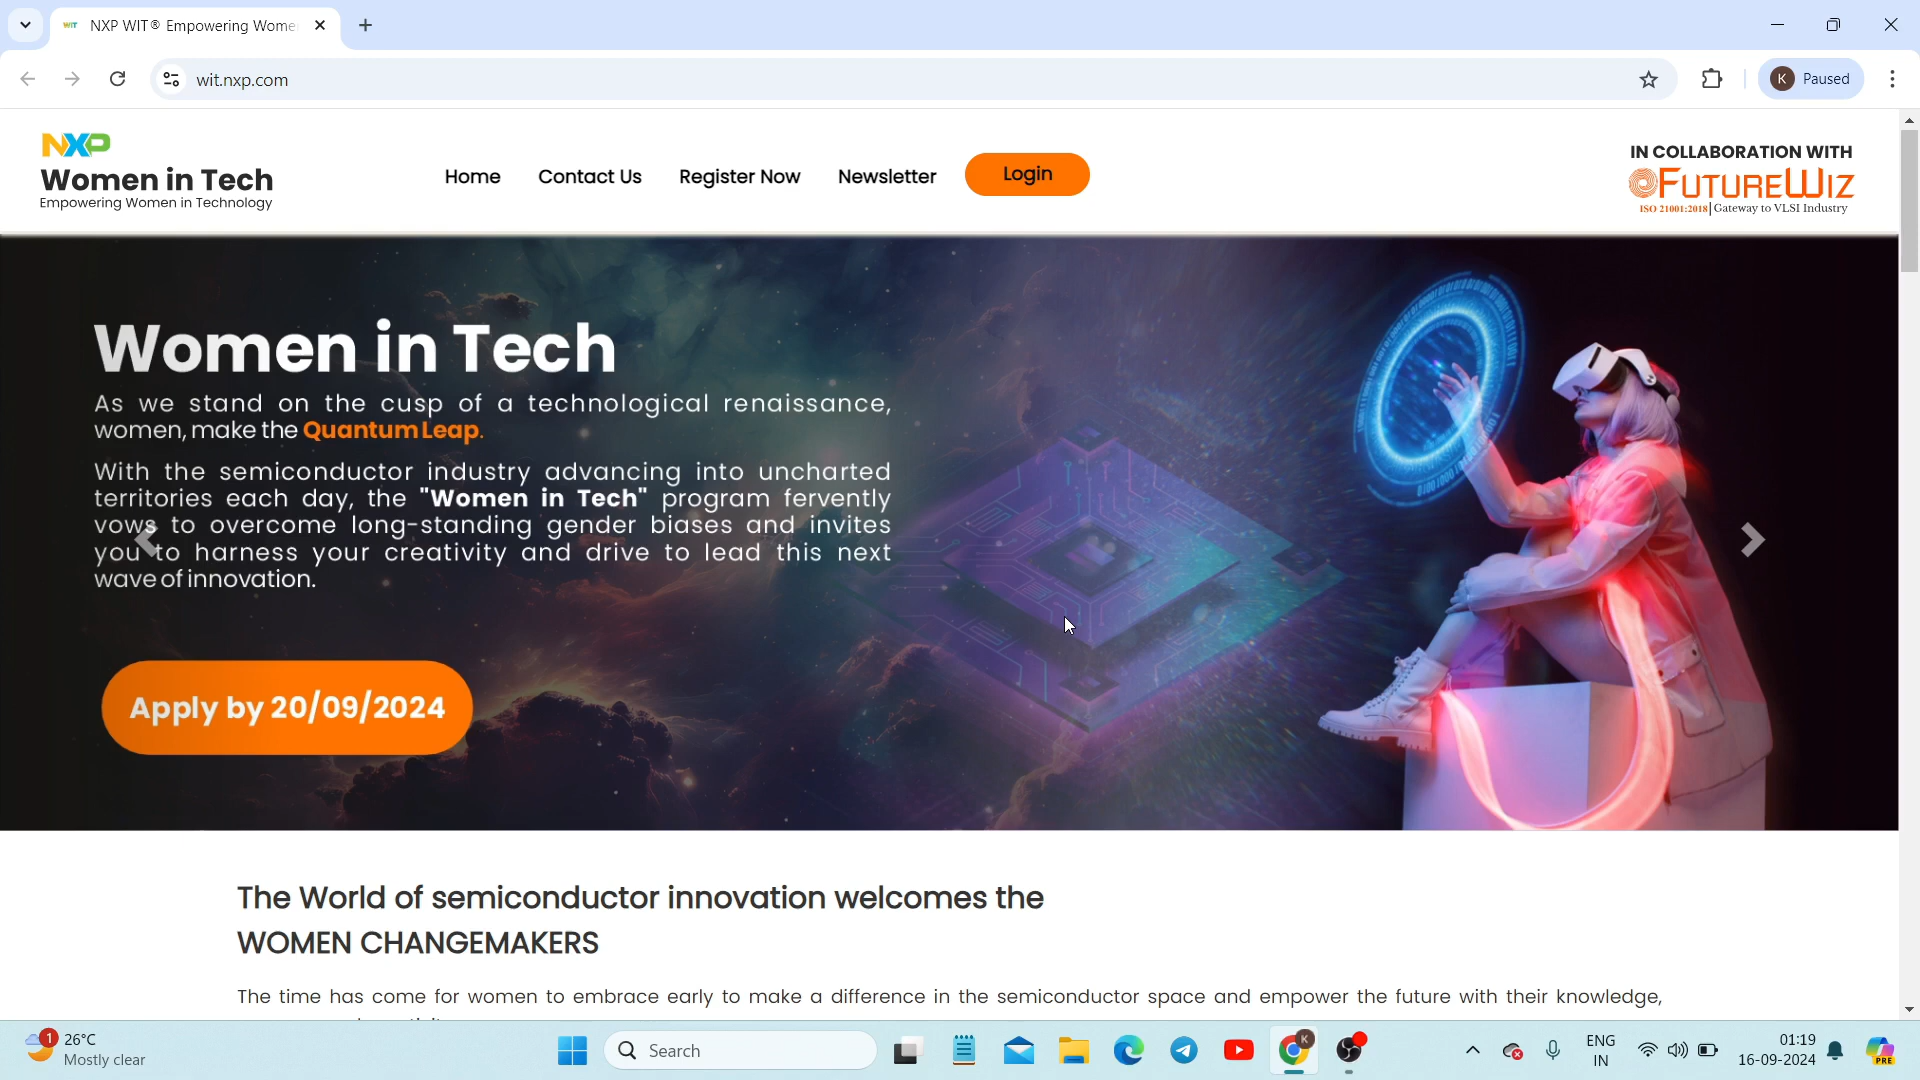 WIT NXP WIT® Empowering Wome
wit.nxp.com
K Paused
NXP
Women in Tech
Empowering Women in Technology
Home Contact Us Register Now Newsletter Login
IN COLLABORATION WITH
FUTUREWIZ
ISO 21001:2018 | Gateway to VLSI Industry
Women in Tech
As we stand on the cusp of a technological renaissance,
women, make the Quantum Leap.
With the semiconductor industry advancing into uncharted
territories each day, the "Women in Tech" program fervently
vows to overcome long-standing gender biases and invites
you to harness your creativity and drive to lead this next
wave of innovation.
Apply by 20/09/2024
The World of semiconductor innovation welcomes the
WOMEN CHANGEMAKERS
The time has come for women to embrace early to make a difference in the semiconductor space and empower the future with their knowledge,
1
26°C
Mostly clear
Search
K
ENG
IN
01:19
16-09-2024
PRE